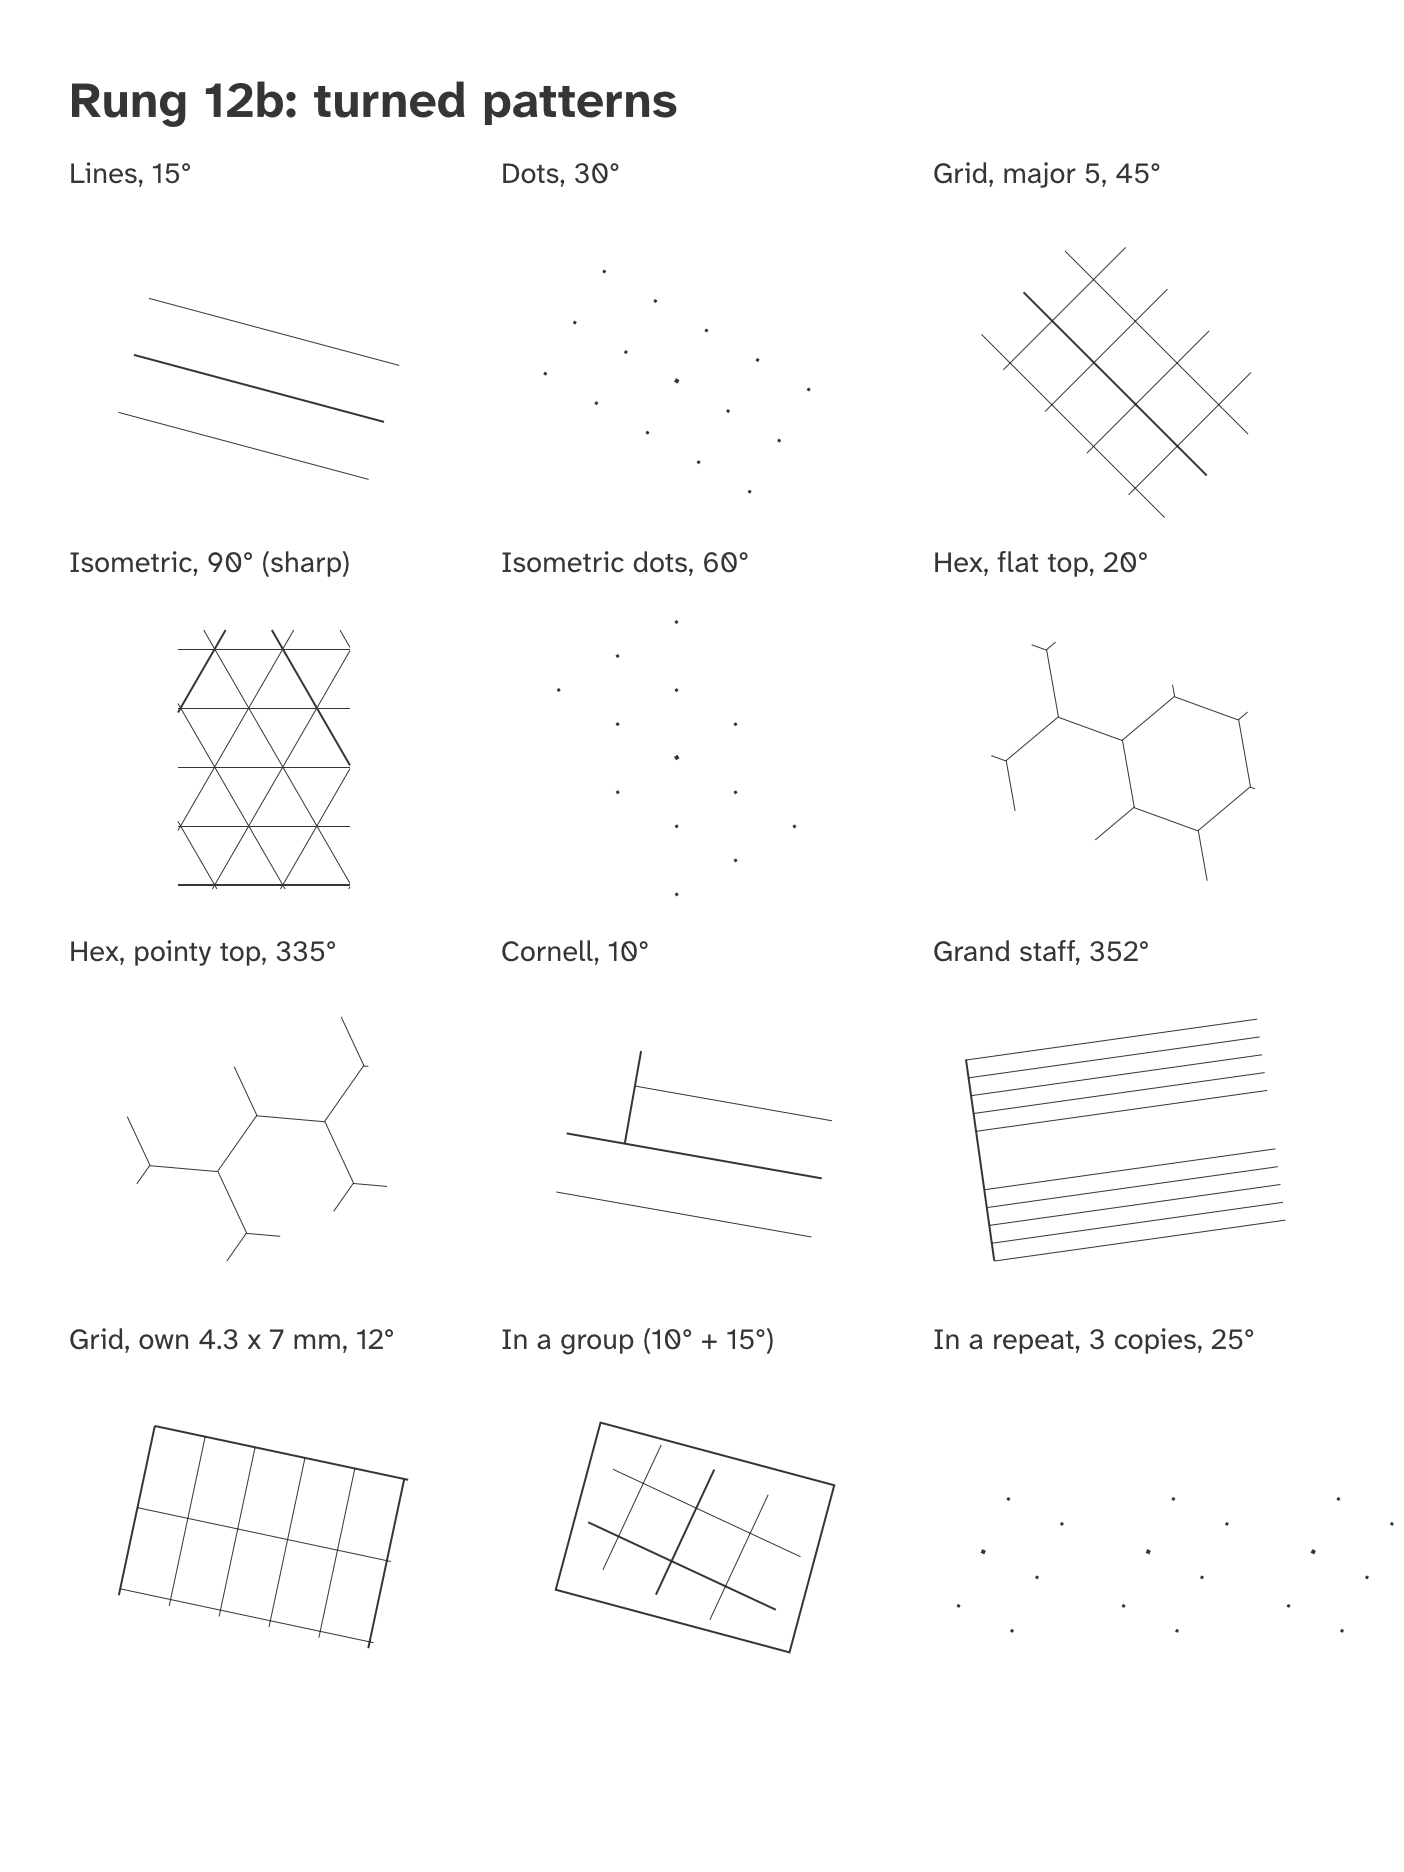 Rung 12b: turned patterns
Lines, 15°
Dots, 30°
Grid, major 5, 45°
Isometric, 90° (sharp)
Isometric dots, 60°
Hex, flat top, 20°
Hex, pointy top, 335°
Cornell, 10°
Grand staff, 352°
Grid, own 4.3 x 7 mm, 12°
In a group (10° + 15°)
In a repeat, 3 copies, 25°